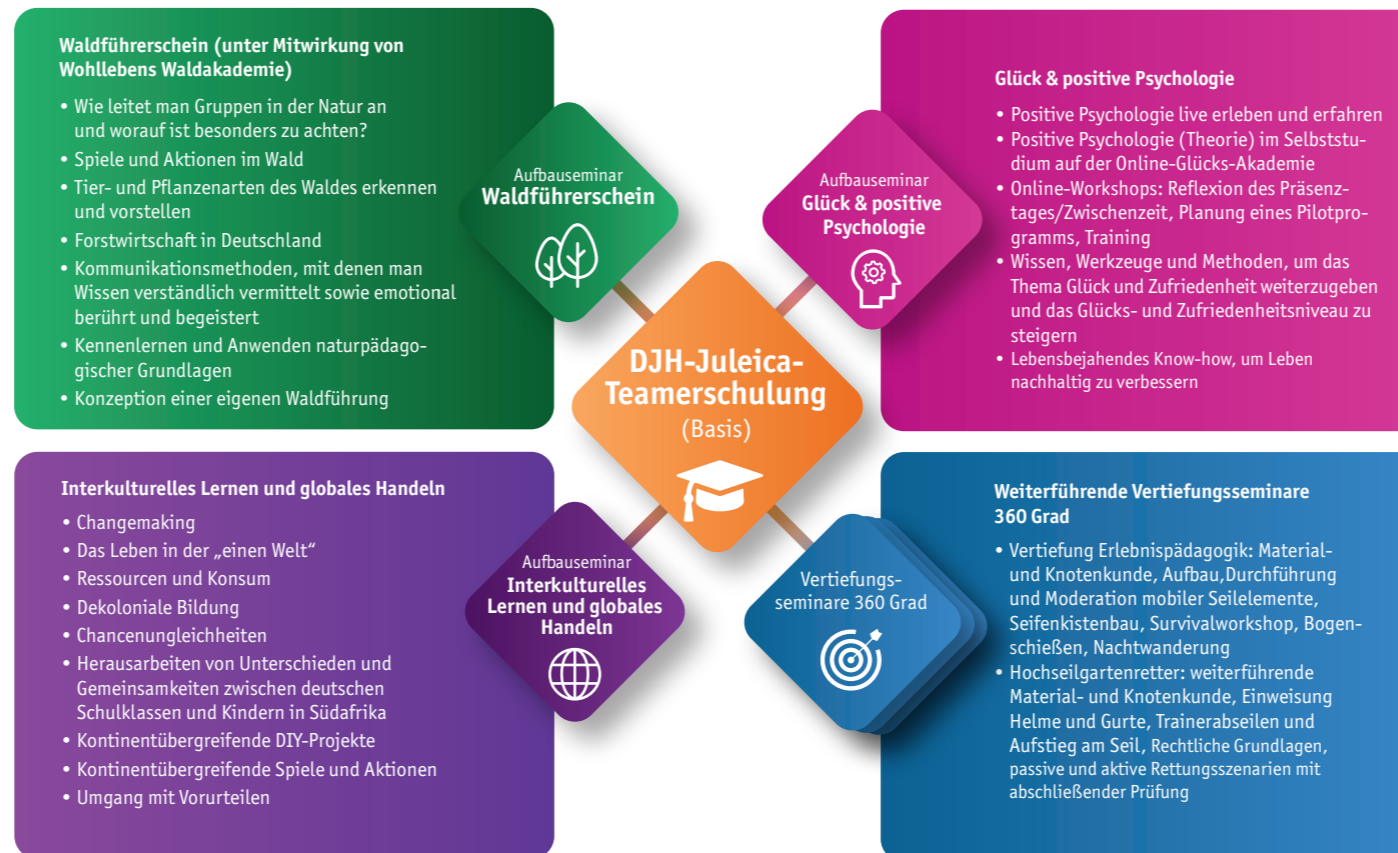 Waldführerschein (unter Mitwirkung von
Wohllebens Waldakademie)
• Wie leitet man Gruppen in der Natur an
und worauf ist besonders zu achten?
• Spiele und Aktionen im Wald
• Tier- und Pflanzenarten des Waldes erkennen
und vorstellen
• Forstwirtschaft in Deutschland
• Kommunikationsmethoden, mit denen man
Wissen verständlich vermittelt sowie emotional
berührt und begeistert
• Kennenlernen und Anwenden naturpädago-
gischer Grundlagen
• Konzeption einer eigenen Waldführung
Aufbauseminar
Waldführerschein
Aufbauseminar
Glück & positive
Psychologie
Glück & positive Psychologie
• Positive Psychologie live erleben und erfahren
• Positive Psychologie (Theorie) im Selbststu-
dium auf der Online-Glücks-Akademie
• Online-Workshops: Reflexion des Präsenz-
tages/Zwischenzeit, Planung eines Pilotpro-
gramms, Training
• Wissen, Werkzeuge und Methoden, um das
Thema Glück und Zufriedenheit weiterzugeben
und das Glücks- und Zufriedenheitsniveau zu
steigern
• Lebensbejahendes Know-how, um Leben
nachhaltig zu verbessern
DJH-Juleica-
Teamerschulung
(Basis)
Interkulturelles Lernen und globales Handeln
• Changemaking
• Das Leben in der „einen Welt“
• Ressourcen und Konsum
• Dekoloniale Bildung
• Chancenungleichheiten
• Herausarbeiten von Unterschieden und
Gemeinsamkeiten zwischen deutschen
Schulklassen und Kindern in Südafrika
• Kontinentübergreifende DIY-Projekte
• Kontinentübergreifende Spiele und Aktionen
• Umgang mit Vorurteilen
Aufbauseminar
Interkulturelles
Lernen und globales
Handeln
Vertiefungs-
seminare 360 Grad
Weiterführende Vertiefungsseminare
360 Grad
• Vertiefung Erlebnispädagogik: Material-
und Knotenkunde, Aufbau,Durchführung
und Moderation mobiler Seilelemente,
Seifenkistenbau, Survivalworkshop, Bogen-
schießen, Nachtwanderung
• Hochseilgartenretter: weiterführende
Material- und Knotenkunde, Einweisung
Helme und Gurte, Trainerabseilen und
Aufstieg am Seil, Rechtliche Grundlagen,
passive und aktive Rettungsszenarien mit
abschließender Prüfung